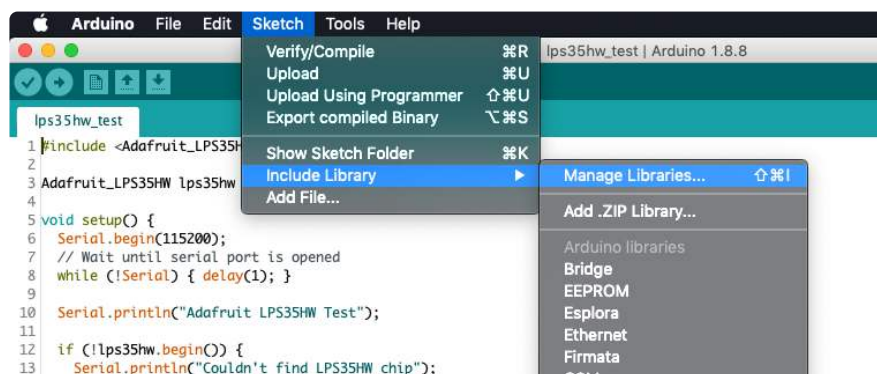 Arduino File Edit Sketch Tools Help
lps35hw_test | Arduino 1.8.8
lps35hw_test
Verify/Compile ⌘R
Upload ⌘U
Upload Using Programmer ⇧⌘U
Export compiled Binary ⌥⌘S
Show Sketch Folder ⌘K
Include Library ▶
Add File...
Manage Libraries... ⇧⌘I
Add .ZIP Library...
Arduino libraries
Bridge
EEPROM
Esplora
Ethernet
Firmata
1 #include <Adafruit_LPS35H
2
3 Adafruit_LPS35HW lps35hw
4
5 void setup() {
6 Serial.begin(115200);
7 // Wait until serial port is opened
8 while (!Serial) { delay(1); }
9
10 Serial.println("Adafruit LPS35HW Test");
11
12 if (!lps35hw.begin()) {
13 Serial.println("Couldn't find LPS35HW chip");